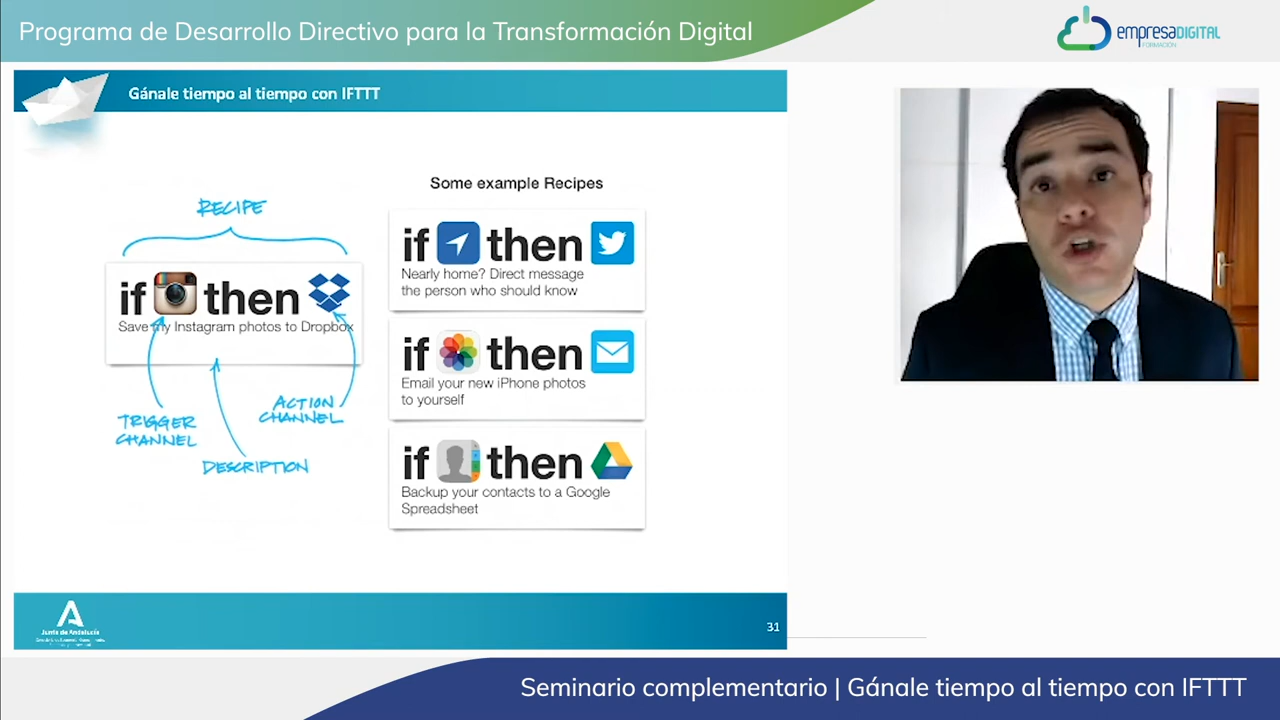 Programa de Desarrollo Directivo para la Transformación Digital
empresaDIGITAL
FORMACIÓN
Gánale tiempo al tiempo con IFTTT
RECIPE
if then
Save my Instagram photos to Dropbox
TRIGGER
CHANNEL
ACTION
CHANNEL
DESCRIPTION
Some example Recipes
if then
Nearly home? Direct message
the person who should know
if then
Email your new iPhone photos
to yourself
if then
Backup your contacts to a Google
Spreadsheet
Junta de Andalucía
31
Seminario complementario | Gánale tiempo al tiempo con IFTTT